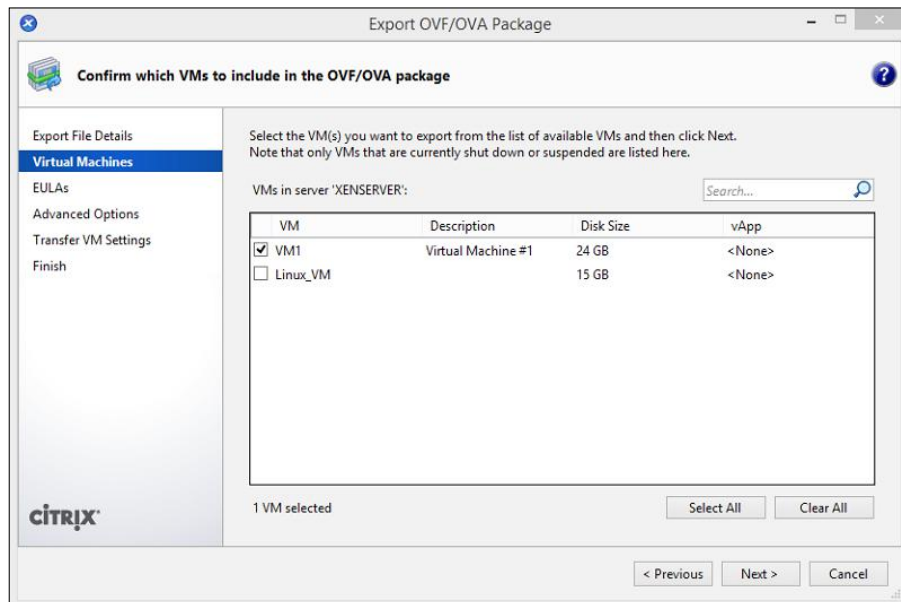 Export OVF/OVA Package
Confirm which VMs to include in the OVF/OVA package
?
Export File Details
Virtual Machines
EULAs
Advanced Options
Transfer VM Settings
Finish
CITRIX
Select the VM(s) you want to export from the list of available VMs and then click Next.
Note that only VMs that are currently shut down or suspended are listed here.
VMs in server 'XENSERVER':
Search...
VM Description Disk Size vApp
VM1 Virtual Machine #1 24 GB <None>
Linux_VM 15 GB <None>
1 VM selected
Select All Clear All
< Previous Next > Cancel